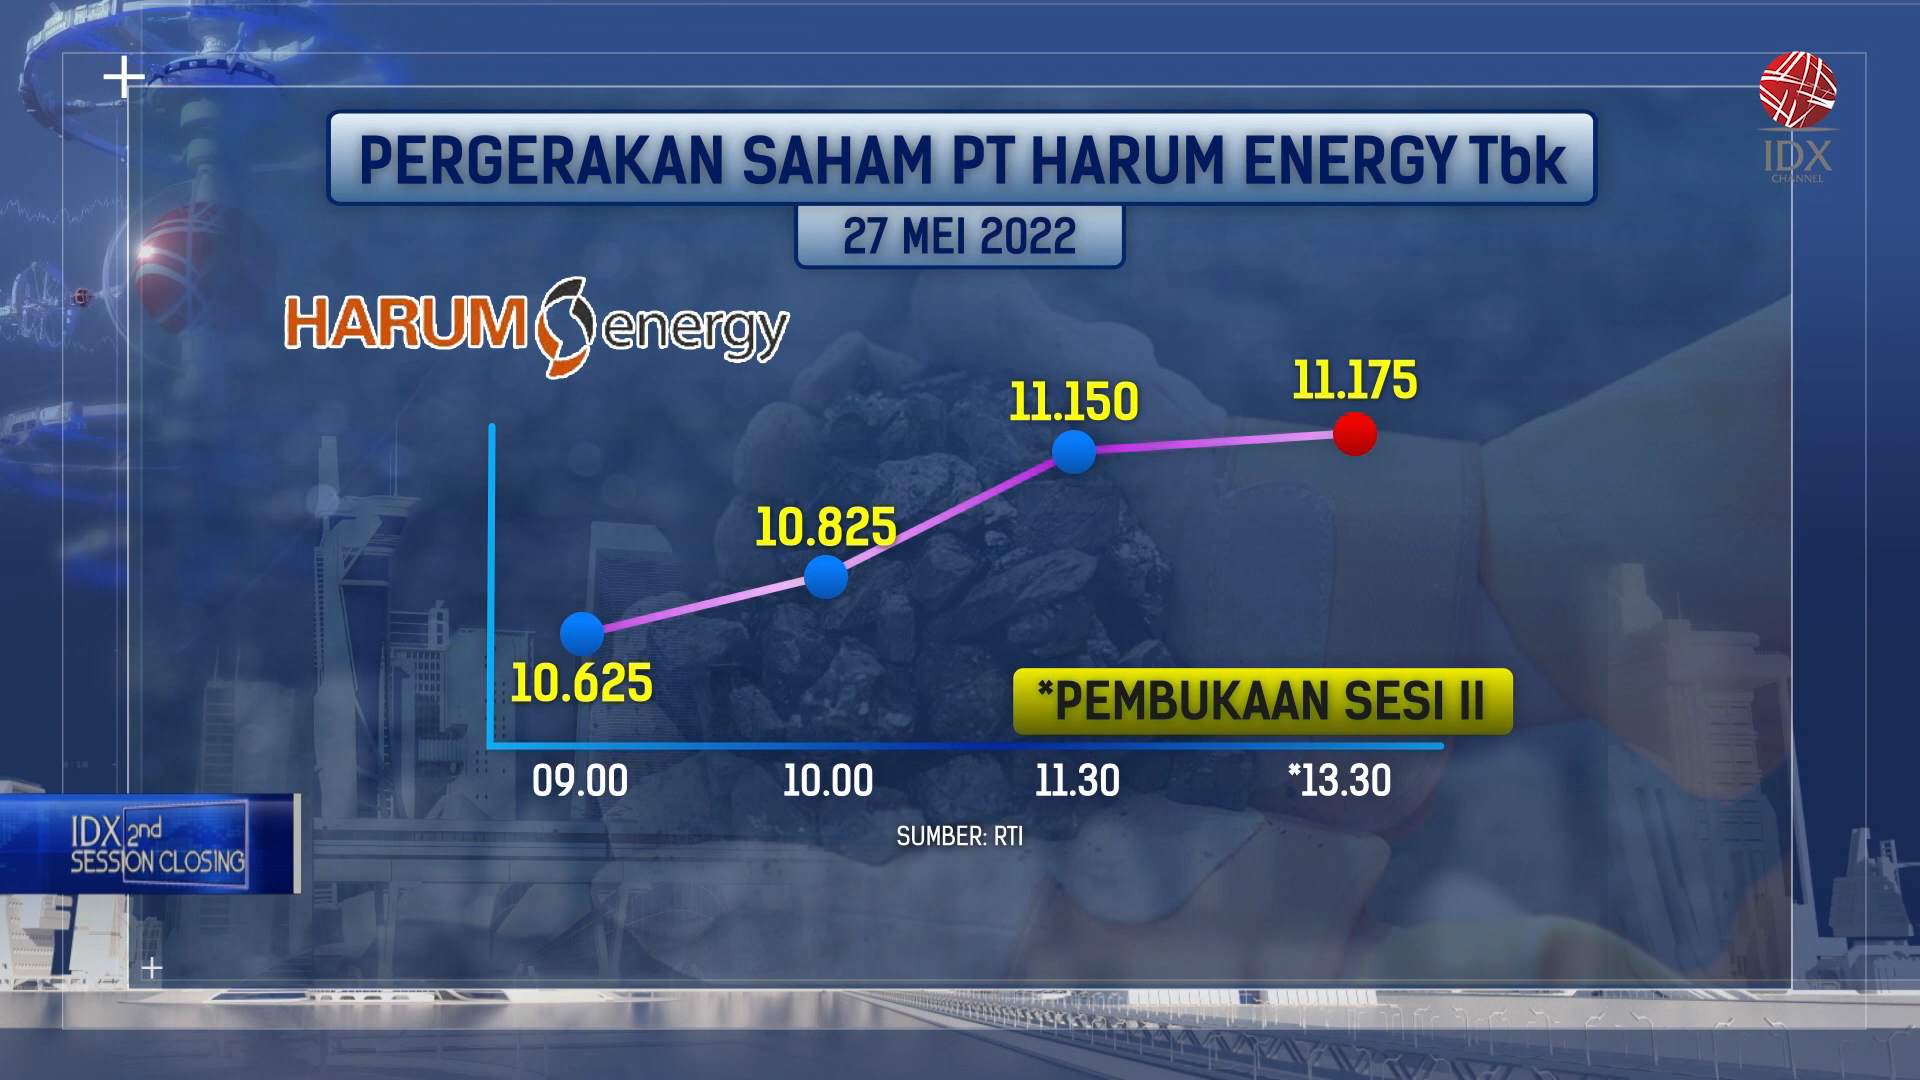 PERGERAKAN SAHAM PT HARUM ENERGY Tbk
27 MEI 2022
IDX
CHANNEL
HARUM energy
11.175
11.150
10.825
10.625
*PEMBUKAAN SESI II
09.00 10.00 11.30 *13.30
SUMBER: RTI
IDX 2nd
SESSION CLOSING